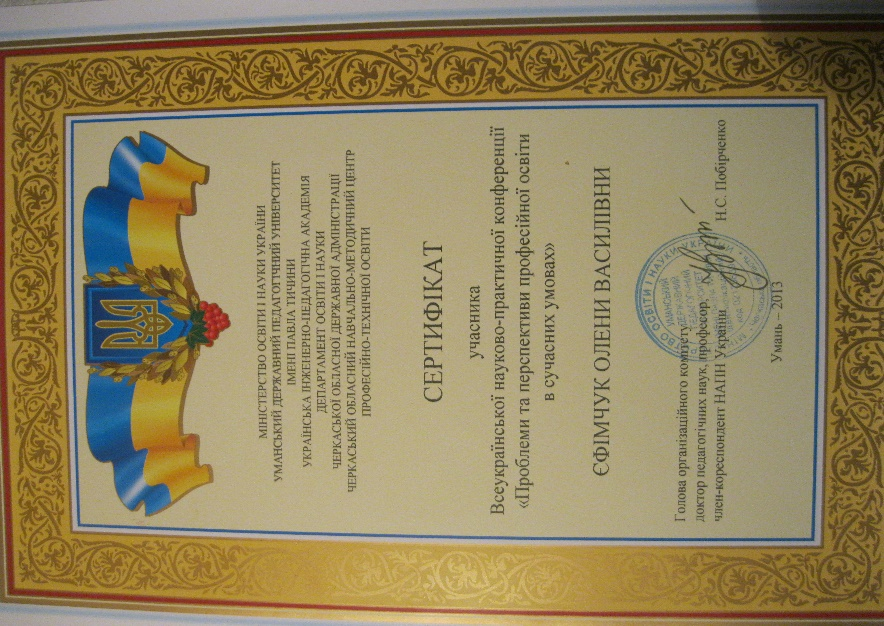 МІНІСТЕРСТВО ОСВІТИ І НАУКИ УКРАЇНИ
УМАНСЬКИЙ ДЕРЖАВНИЙ ПЕДАГОГІЧНИЙ УНІВЕРСИТЕТ
ІМЕНІ ПАВЛА ТИЧИНИ
УКРАЇНСЬКА ІНЖЕНЕРНО-ПЕДАГОГІЧНА АКАДЕМІЯ
ДЕПАРТАМЕНТ ОСВІТИ І НАУКИ
ЧЕРКАСЬКОЇ ОБЛАСНОЇ ДЕРЖАВНОЇ АДМІНІСТРАЦІЇ
ЧЕРКАСЬКИЙ ОБЛАСНИЙ НАВЧАЛЬНО-МЕТОДИЧНИЙ ЦЕНТР
ПРОФЕСІЙНО-ТЕХНІЧНОЇ ОСВІТИ
СЕРТИФІКАТ
учасника
Всеукраїнської науково-практичної конференції
«Проблеми та перспективи професійної освіти
в сучасних умовах»
ЄФІМЧУК ОЛЕНИ ВАСИЛІВНИ
Голова організаційного комітету
доктор педагогічних наук, професор,
член-кореспондент НАПН України Н.С. Побірченко
Умань – 2013